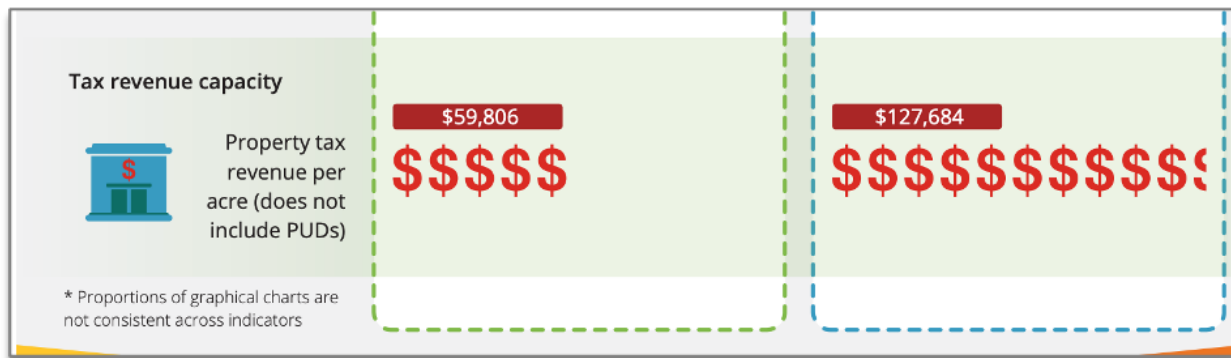 Tax revenue capacity
$59,806
$127,684
$
Property tax
revenue per
acre (does not
include PUDs)
$$$$$
$$$$$$$$$$$
* Proportions of graphical charts are
not consistent across indicators